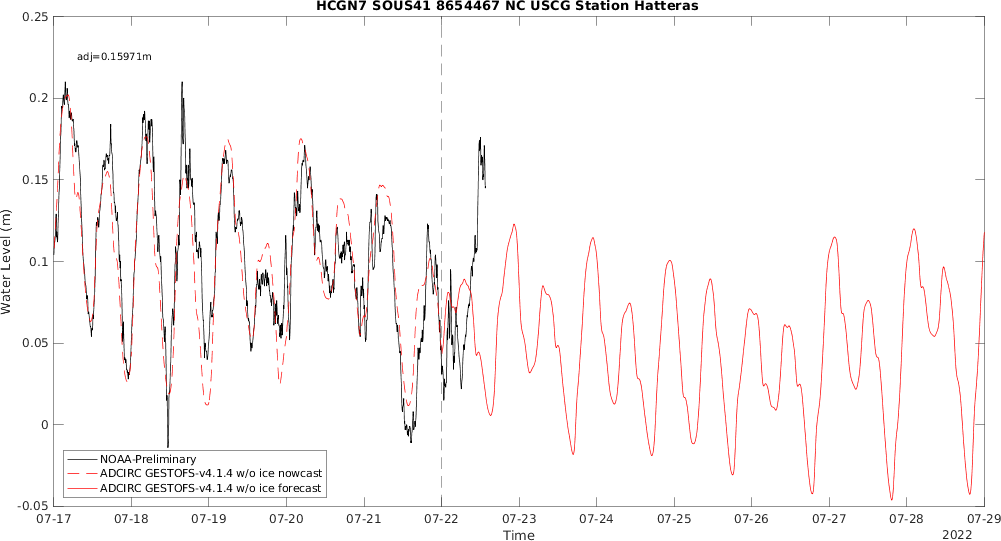 HCGN7 SOUS41 8654467 NC USCG Station Hatteras
0.25
adj=0.15971m
0.2
0.15
0.1
0.05
0
-0.05
Water Level (m)
NOAA-Preliminary
ADCIRC GESTOFS-v4.1.4 w/o ice nowcast
ADCIRC GESTOFS-v4.1.4 w/o ice forecast
07-17 07-18 07-19 07-20 07-21 07-22 07-23 07-24 07-25 07-26 07-27 07-28 07-29
Time
2022